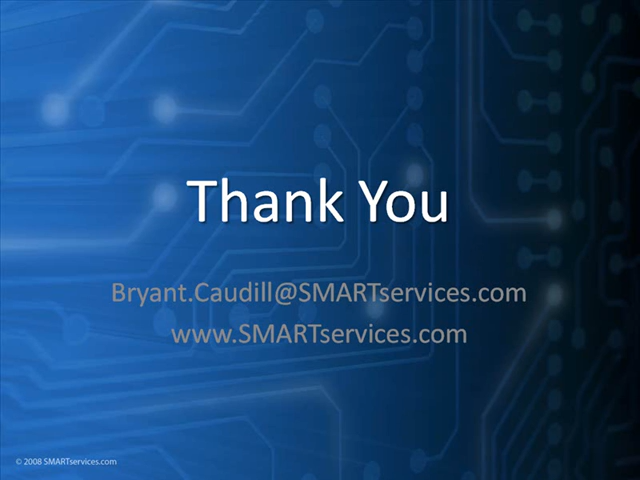 Thank You
Bryant.Caudill@SMARTservices.com
www.SMARTservices.com
© 2008 SMARTservices.com